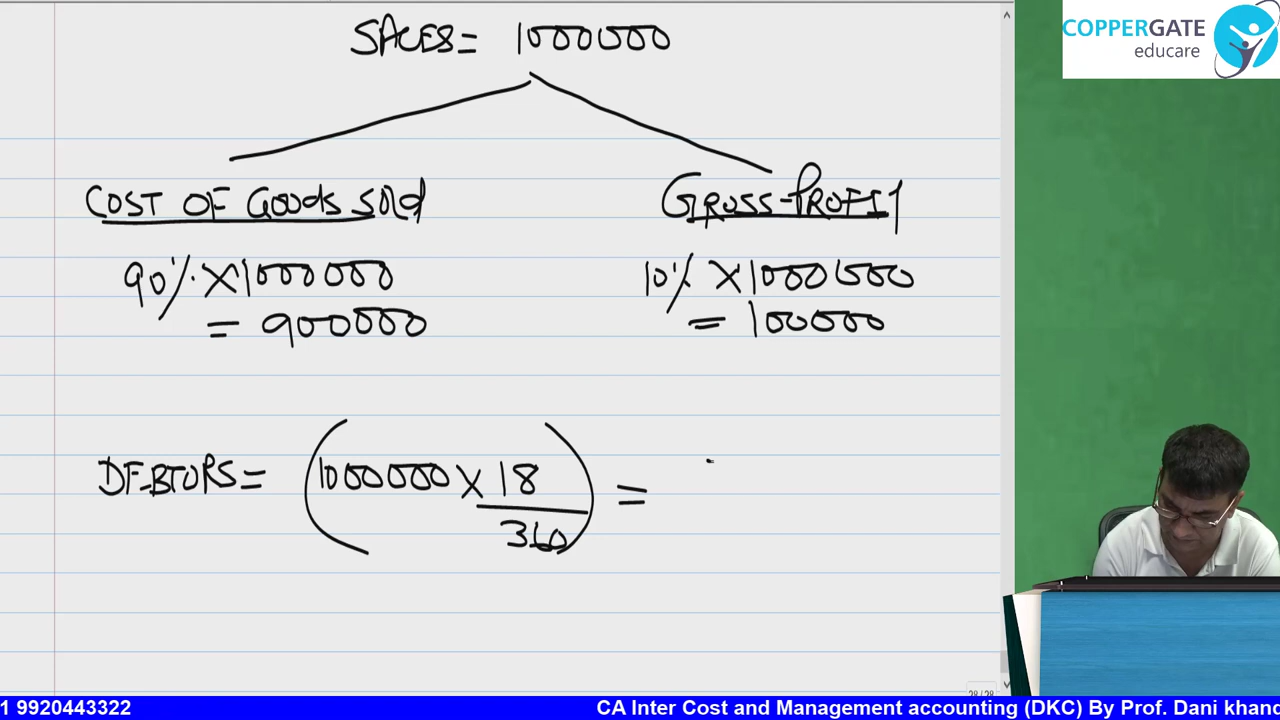 SALES = 1000000
COPPERGATE
educare
COST OF Goods Sold
GROSS-PROFIT
90% X 1000000
= 900000
10% X 1000000
= 100000
DEBTORS = (1000000 X 18/360) =
1 9920443322
CA Inter Cost and Management accounting (DKC) By Prof. Dani khand